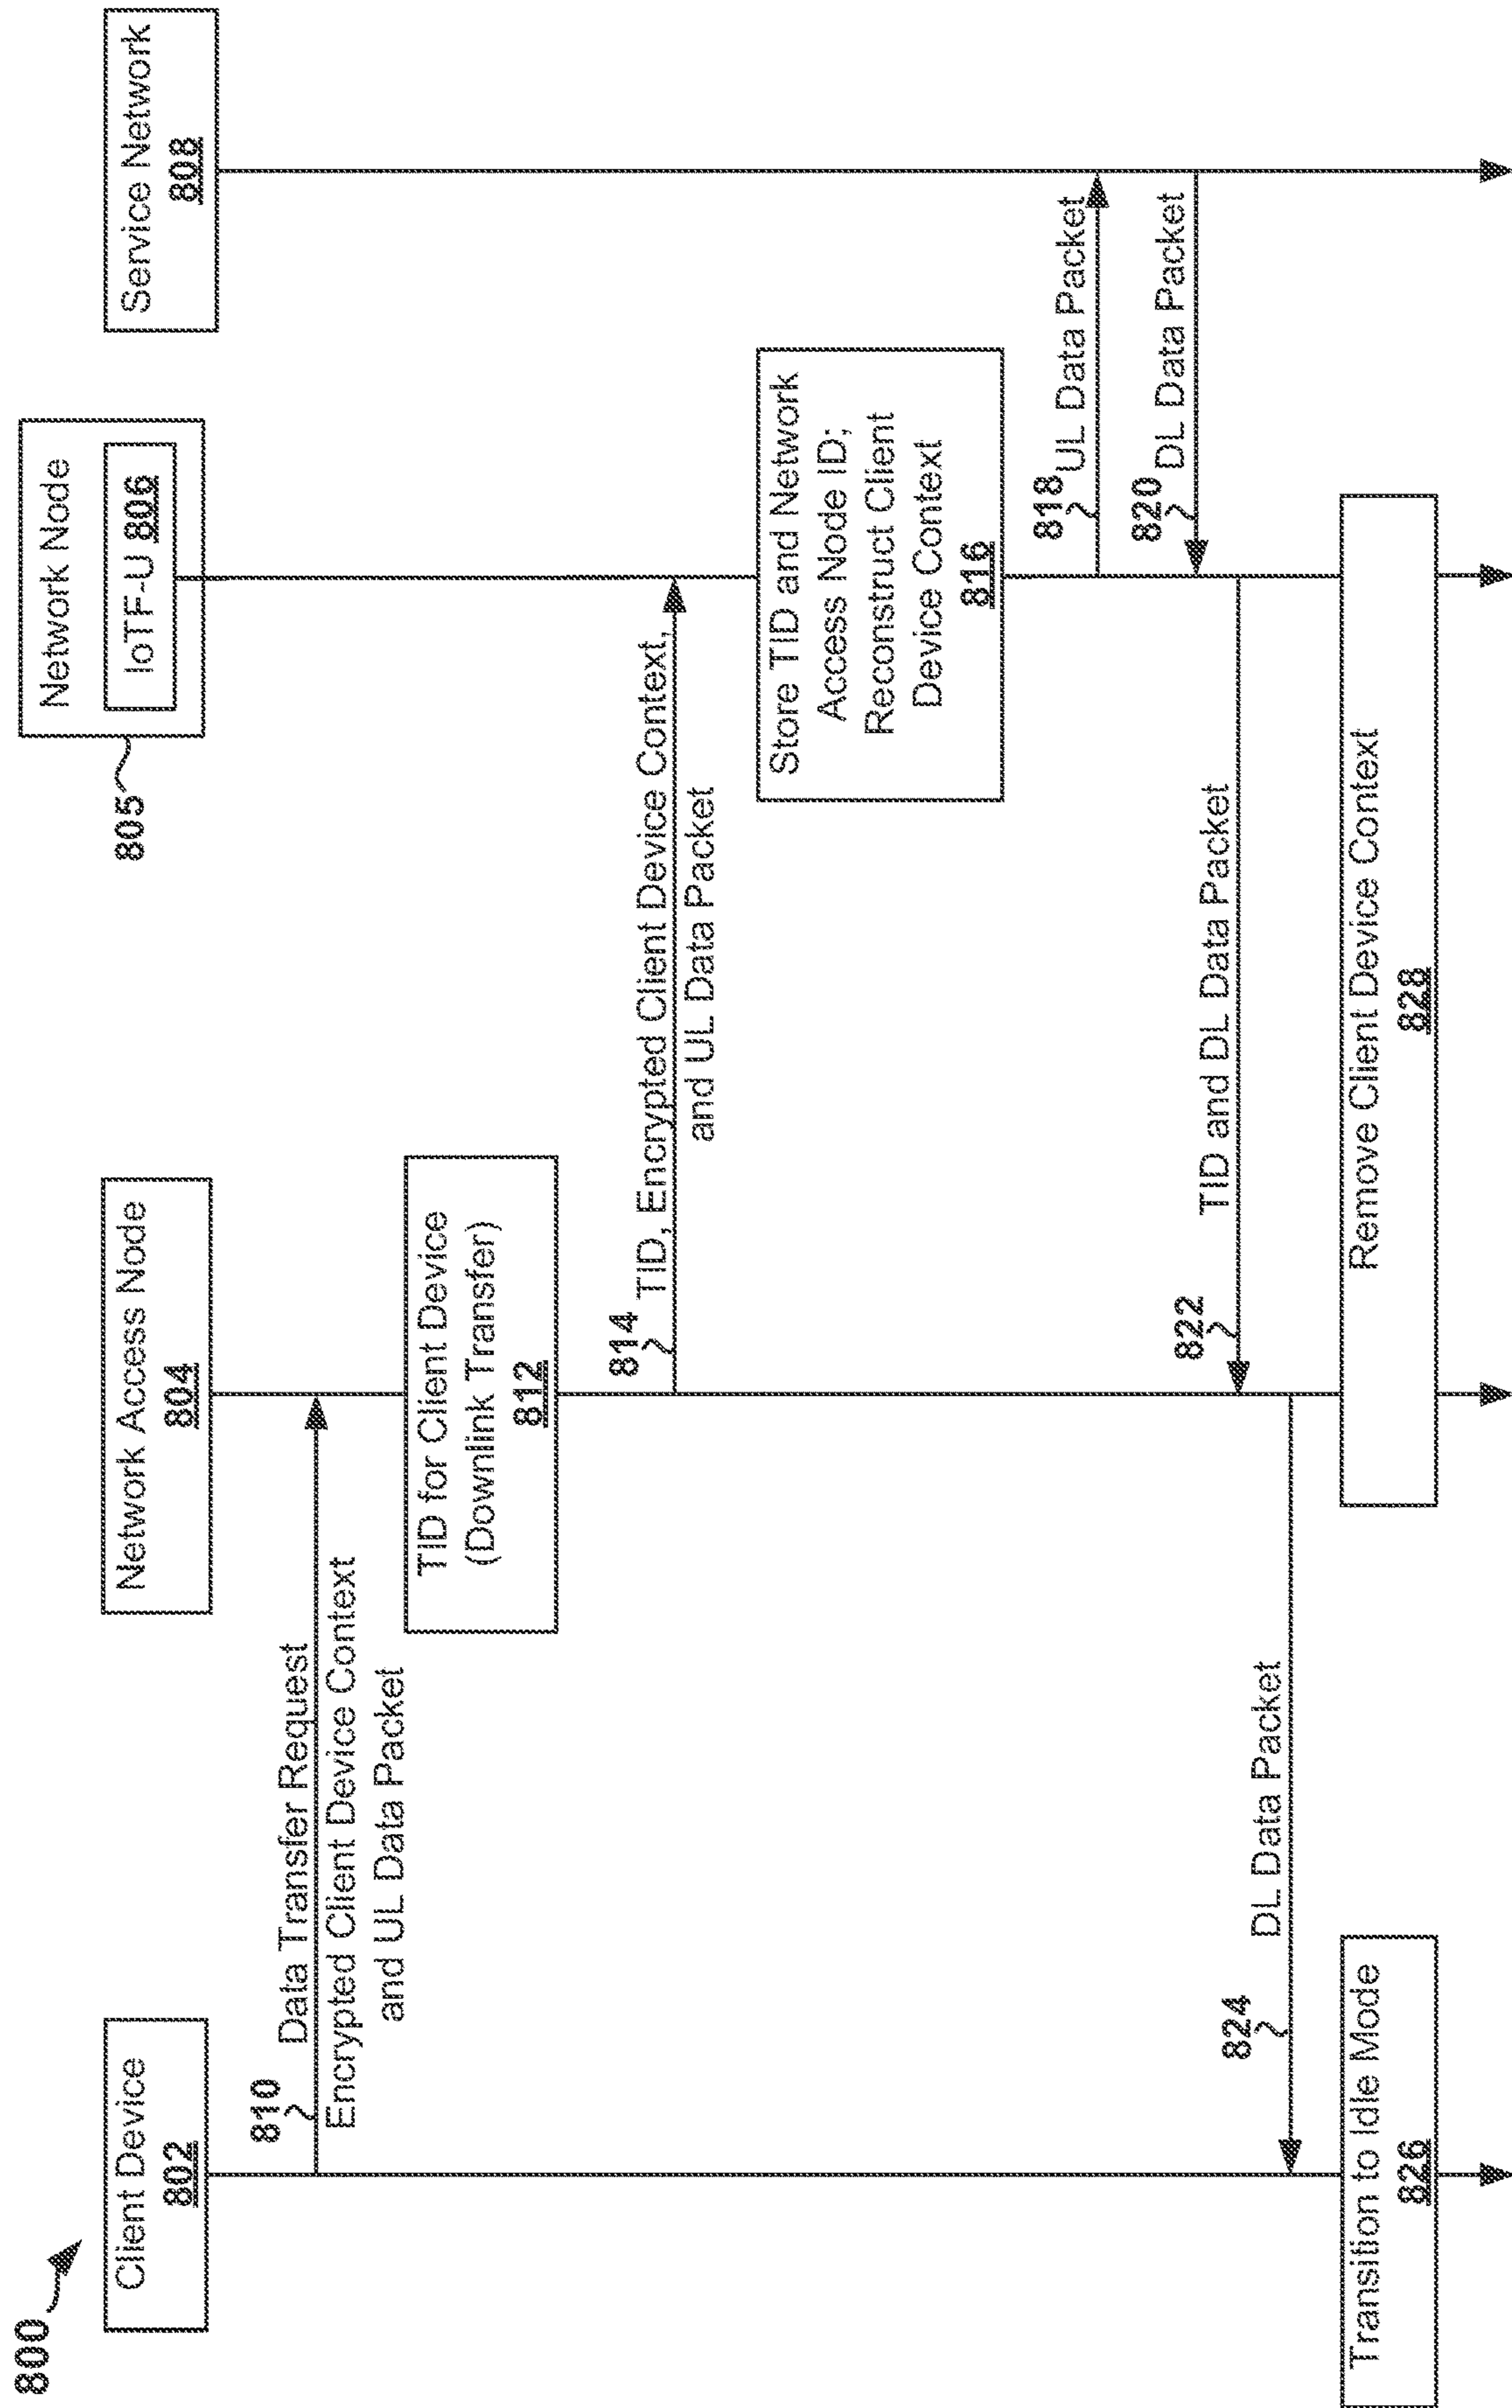 800
Client Device
802
Network Access Node
804
805
Network Node
IoTF-U 806
Service Network
808
810
Data Transfer Request
Encrypted Client Device Context
and UL Data Packet
TID for Client Device
(Downlink Transfer)
812
814
TID, Encrypted Client Device Context,
and UL Data Packet
Store TID and Network
Access Node ID;
Reconstruct Client
Device Context
816
818
UL Data Packet
820
DL Data Packet
822
TID and DL Data Packet
824
DL Data Packet
Transition to Idle Mode
826
Remove Client Device Context
828